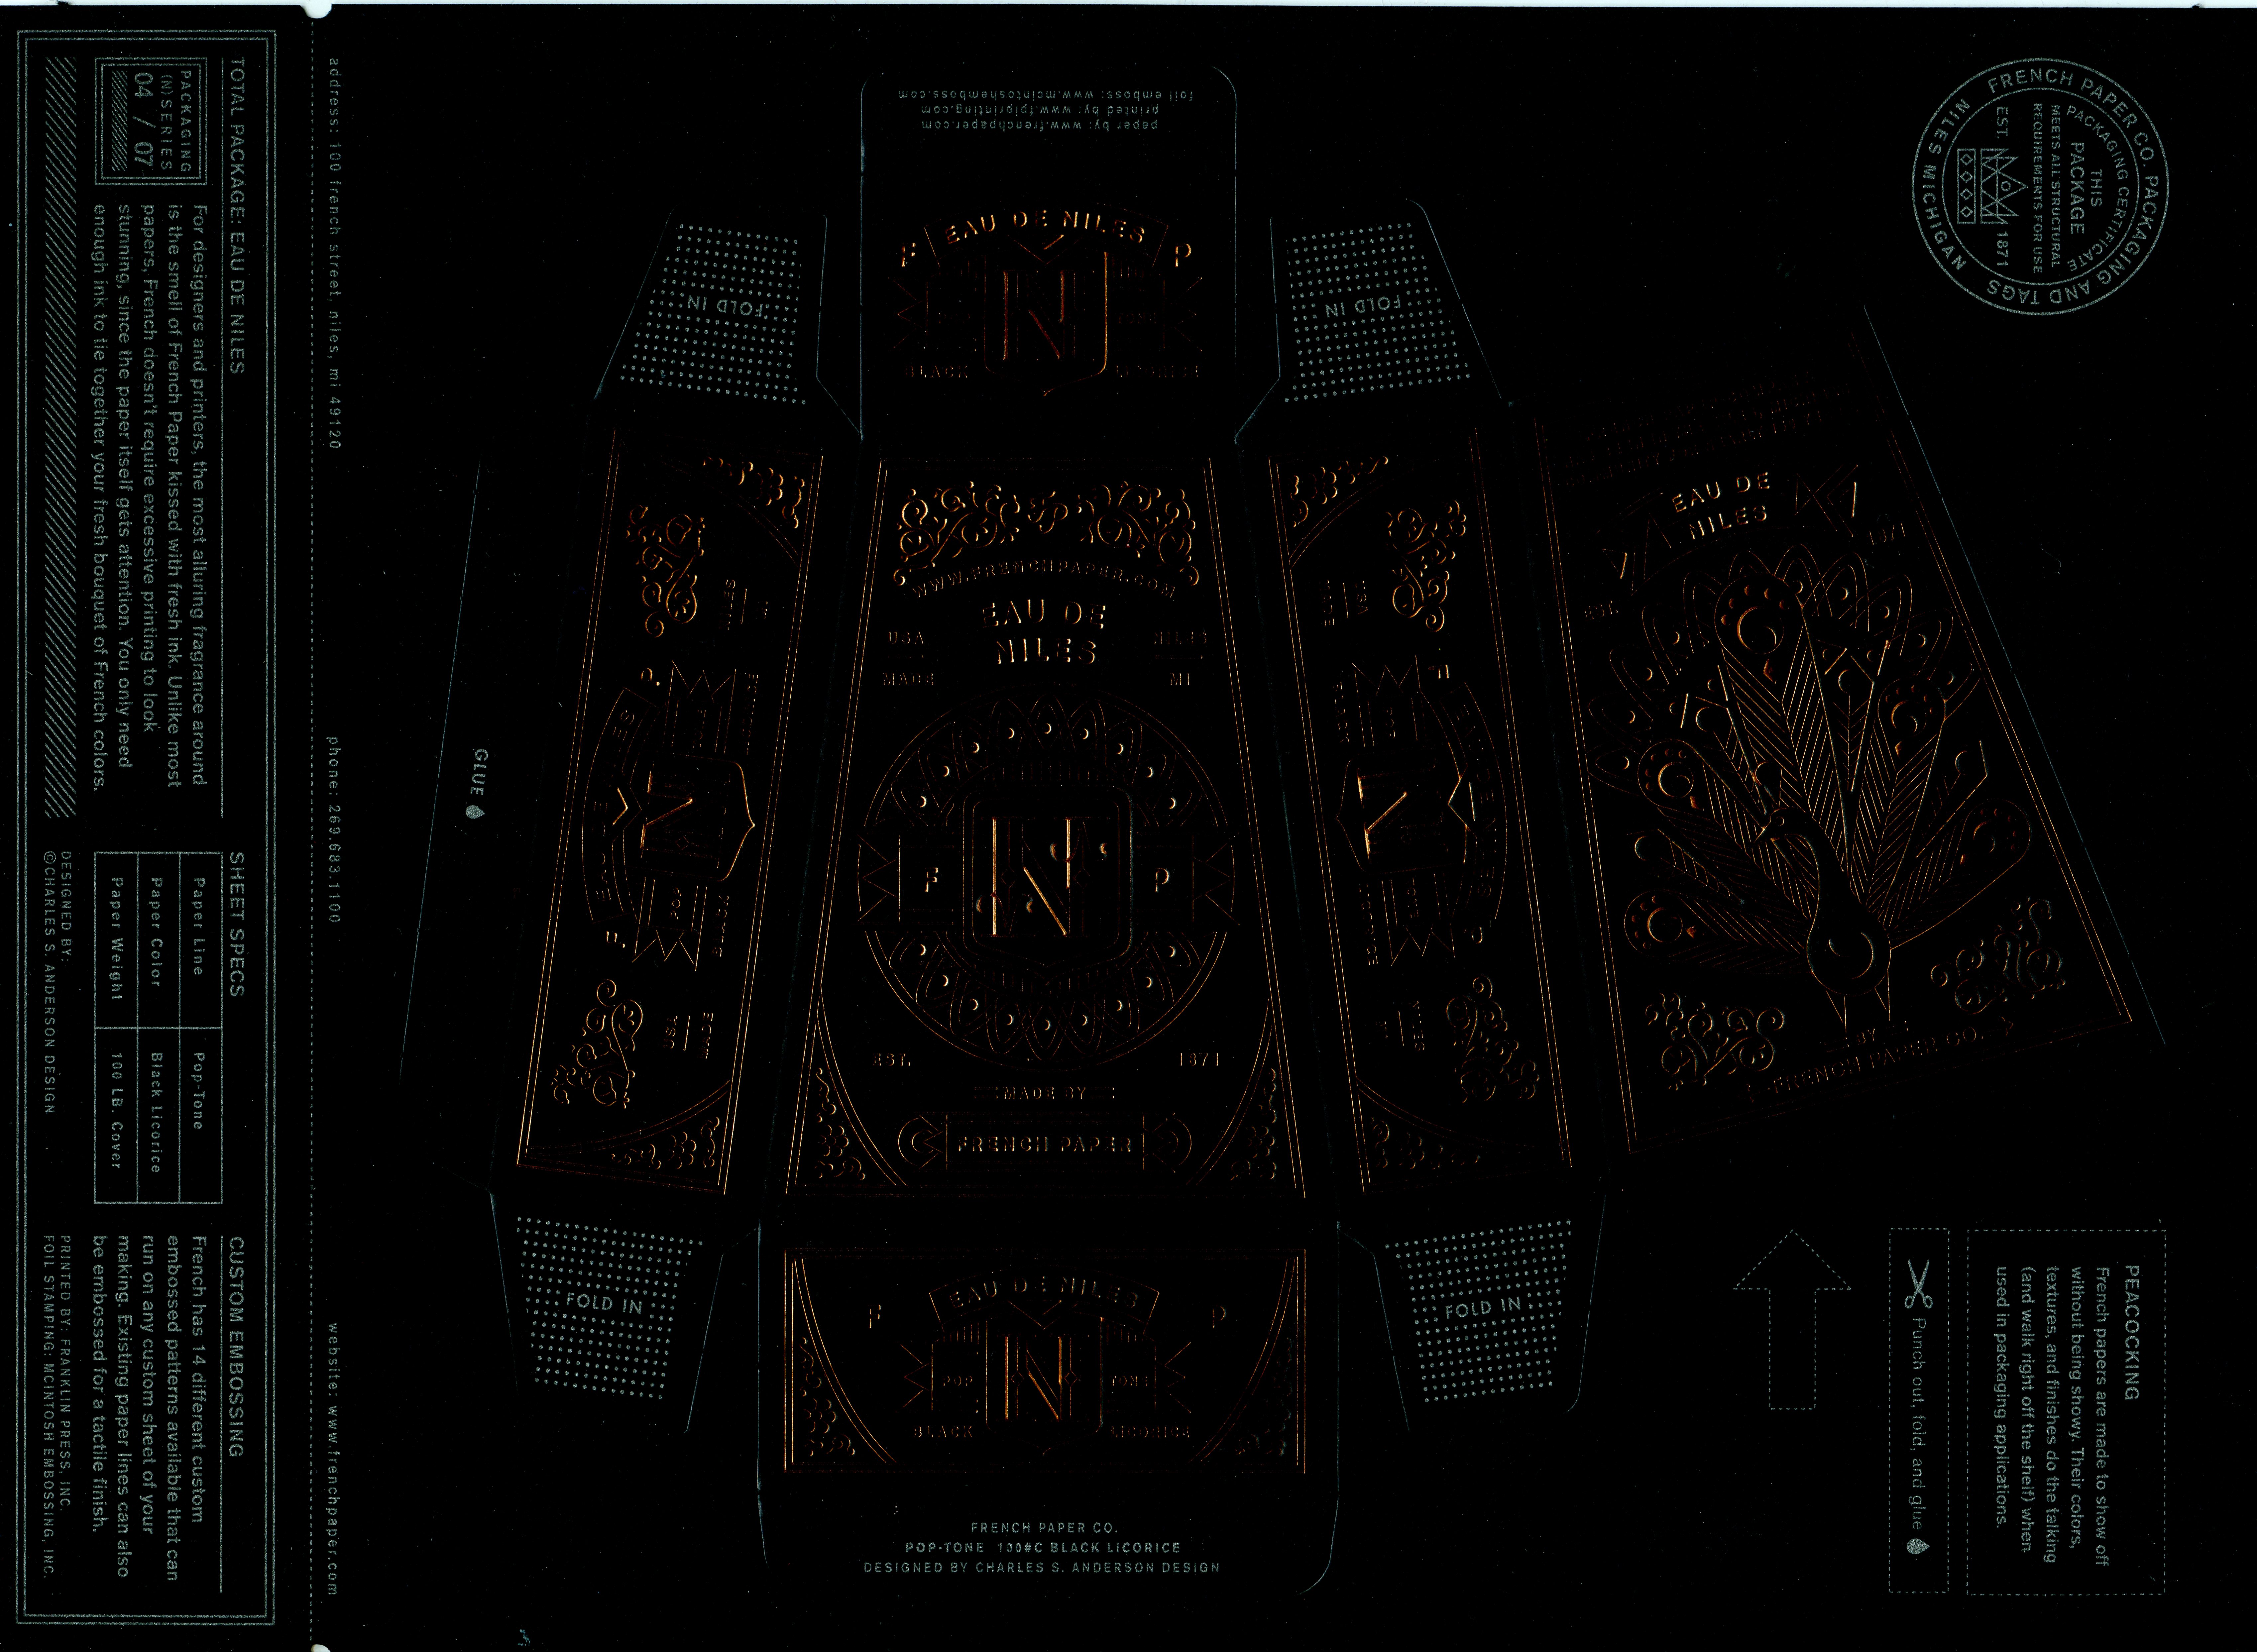 TOTAL PACKAGE: EAU DE NILES
PACKAGING
(N) SERIES
04 / 07
For designers and printers, the most alluring fragrance around
is the smell of French Paper kissed with fresh ink. Unlike most
papers, French doesn't require excessive printing to look
stunning, since the paper itself gets attention. You only need
enough ink to tie together your fresh bouquet of French colors.
SHEET SPECS
Paper Line Pop-Tone
Paper Color Black Licorice
Paper Weight 100 LB. Cover
DESIGNED BY:
©CHARLES S. ANDERSON DESIGN
CUSTOM EMBOSSING
French has 14 different custom
embossed patterns available that can
run on any custom sheet of your
making. Existing paper lines can also
be embossed for a tactile finish.
PRINTED BY: FRANKLIN PRESS, INC.
FOIL STAMPING: MCINTOSH EMBOSSING, INC.
address: 100 french street, niles, mi 49120
phone: 269.683.1100
website: www.frenchpaper.com
GLUE
paper by: www.frenchpaper.com
printed by: www.fpiprinting.com
foil emboss: www.mcintoshemboss.com
EAU DE NILES
F P
N
POP TONE
BLACK LICORICE
FOLD IN
FOLD IN
NILES
P.
POP
F.
USA
MADE
WWW.FRENCHPAPER.COM
EAU DE
NILES
USA
MADE
NILES
MI
F N P
EST. 1871
MADE BY
FRENCH PAPER
USA
MADE
N
EAU DE
NILES
EST. 1871
BY
FRENCH PAPER CO.
FOLD IN
FOLD IN
EAU DE NILES
F P
N
POP TONE
BLACK LICORICE
FRENCH PAPER CO.
POP-TONE 100#C BLACK LICORICE
DESIGNED BY CHARLES S. ANDERSON DESIGN
FRENCH PAPER CO. PACKAGING AND TAGS
NILES MICHIGAN
PACKAGING CERTIFICATE
THIS
PACKAGE
MEETS ALL STRUCTURAL
REQUIREMENTS FOR USE
EST. 1871
PEACOCKING
French papers are made to show off
without being showy. Their colors,
textures, and finishes do the talking
(and walk right off the shelf) when
used in packaging applications.
Punch out, fold, and glue